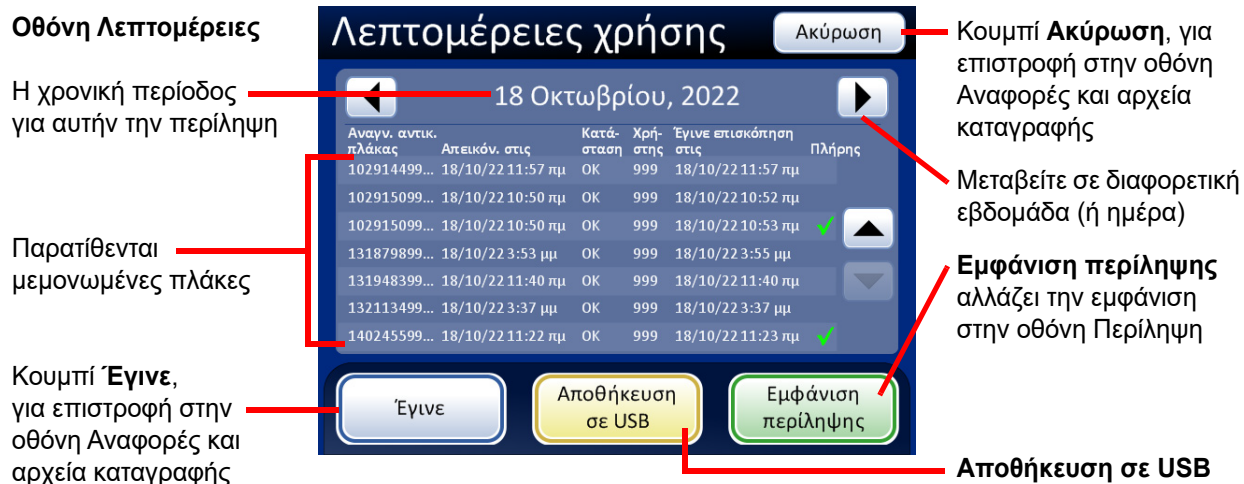 Οθόνη Λεπτομέρειες
Η χρονική περίοδος
για αυτήν την περίληψη
Παρατίθενται
μεμονωμένες πλάκες
Κουμπί Έγινε,
για επιστροφή στην
οθόνη Αναφορές και
αρχεία καταγραφής
Λεπτομέρειες χρήσης
Ακύρωση
18 Οκτωβρίου, 2022
Αναγν. αντικ. πλάκας Απεικόν. στις Κατά-σταση Χρή-στης Έγινε επισκόπηση στις Πλήρης
102914499... 18/10/22 11:57 πμ OK 999 18/10/22 11:57 πμ
102915099... 18/10/22 10:50 πμ OK 999 18/10/22 10:52 πμ
102915099... 18/10/22 10:50 πμ OK 999 18/10/22 10:53 πμ ✓
131879899... 18/10/22 3:53 μμ OK 999 18/10/22 3:55 μμ
131948399... 18/10/22 11:40 πμ OK 999 18/10/22 11:40 πμ
132113499... 18/10/22 3:37 μμ OK 999 18/10/22 3:37 μμ
140245599... 18/10/22 11:22 πμ OK 999 18/10/22 11:23 πμ ✓
Έγινε
Αποθήκευση
σε USB
Εμφάνιση
περίληψης
Κουμπί Ακύρωση, για
επιστροφή στην οθόνη
Αναφορές και αρχεία
καταγραφής
Μεταβείτε σε διαφορετική
εβδομάδα (ή ημέρα)
Εμφάνιση περίληψης
αλλάζει την εμφάνιση
στην οθόνη Περίληψη
Αποθήκευση σε USB